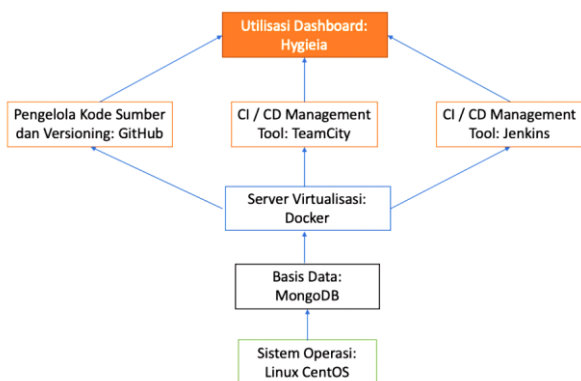 Utilisasi Dashboard:
Hygieia
Pengelola Kode Sumber
dan Versioning: GitHub
CI / CD Management
Tool: TeamCity
CI / CD Management
Tool: Jenkins
Server Virtualisasi:
Docker
Basis Data:
MongoDB
Sistem Operasi:
Linux CentOS